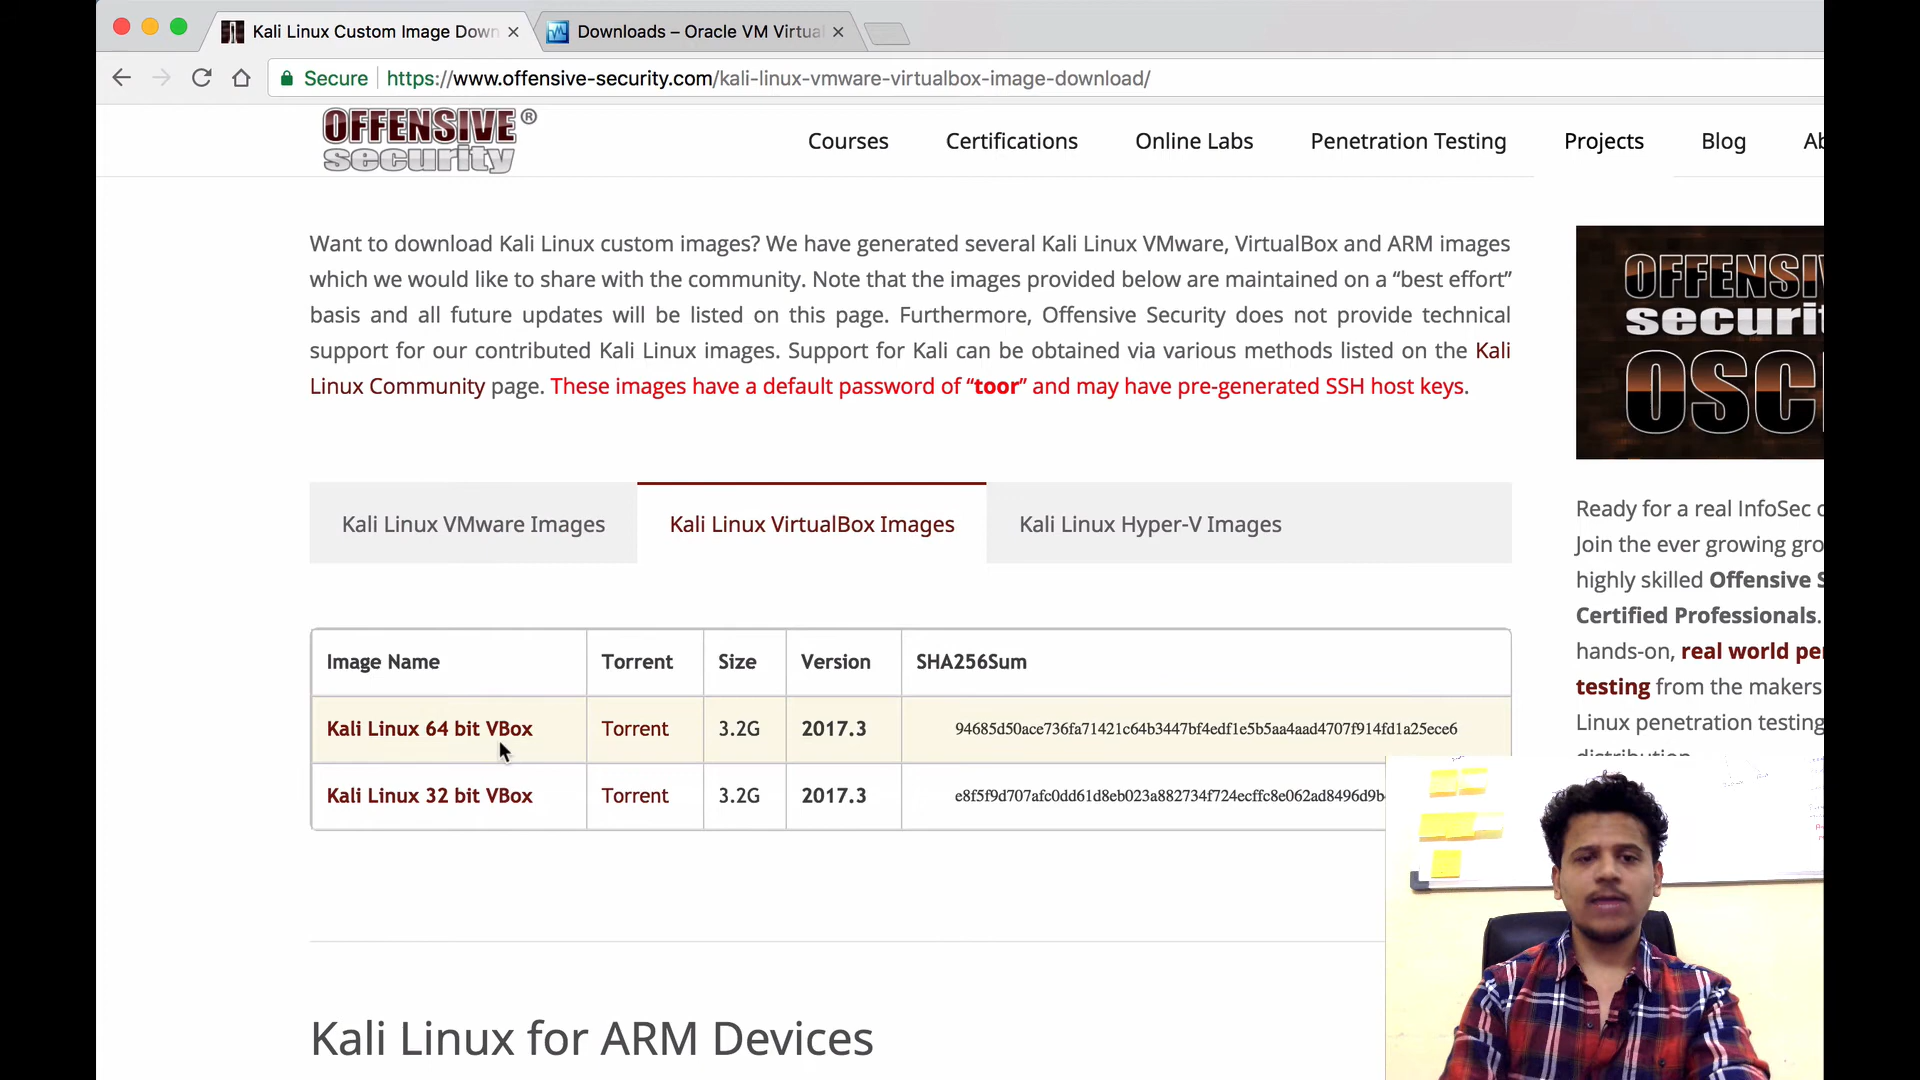 Kali Linux Custom Image Down
Downloads – Oracle VM Virtual
Secure https://www.offensive-security.com/kali-linux-vmware-virtualbox-image-download/
OFFENSIVE®
security
Courses Certifications Online Labs Penetration Testing Projects Blog Ab
Want to download Kali Linux custom images? We have generated several Kali Linux VMware, VirtualBox and ARM images
which we would like to share with the community. Note that the images provided below are maintained on a “best effort”
basis and all future updates will be listed on this page. Furthermore, Offensive Security does not provide technical
support for our contributed Kali Linux images. Support for Kali can be obtained via various methods listed on the Kali
Linux Community page. These images have a default password of “toor” and may have pre-generated SSH host keys.
Kali Linux VMware Images Kali Linux VirtualBox Images Kali Linux Hyper-V Images
Image Name Torrent Size Version SHA256Sum
Kali Linux 64 bit VBox Torrent 3.2G 2017.3 94685d50ace736fa71421c64b3447bf4edf1e5b5aa4aad4707f914fd1a25ece6
Kali Linux 32 bit VBox Torrent 3.2G 2017.3 e8f5f9d707afc0dd61d8eb023a882734f724ecffc8e062ad8496d9b
Kali Linux for ARM Devices
OFFENSI
securi
OSC
Ready for a real InfoSec c
Join the ever growing gro
highly skilled Offensive S
Certified Professionals.
hands-on, real world pe
testing from the makers
Linux penetration testing
distribution